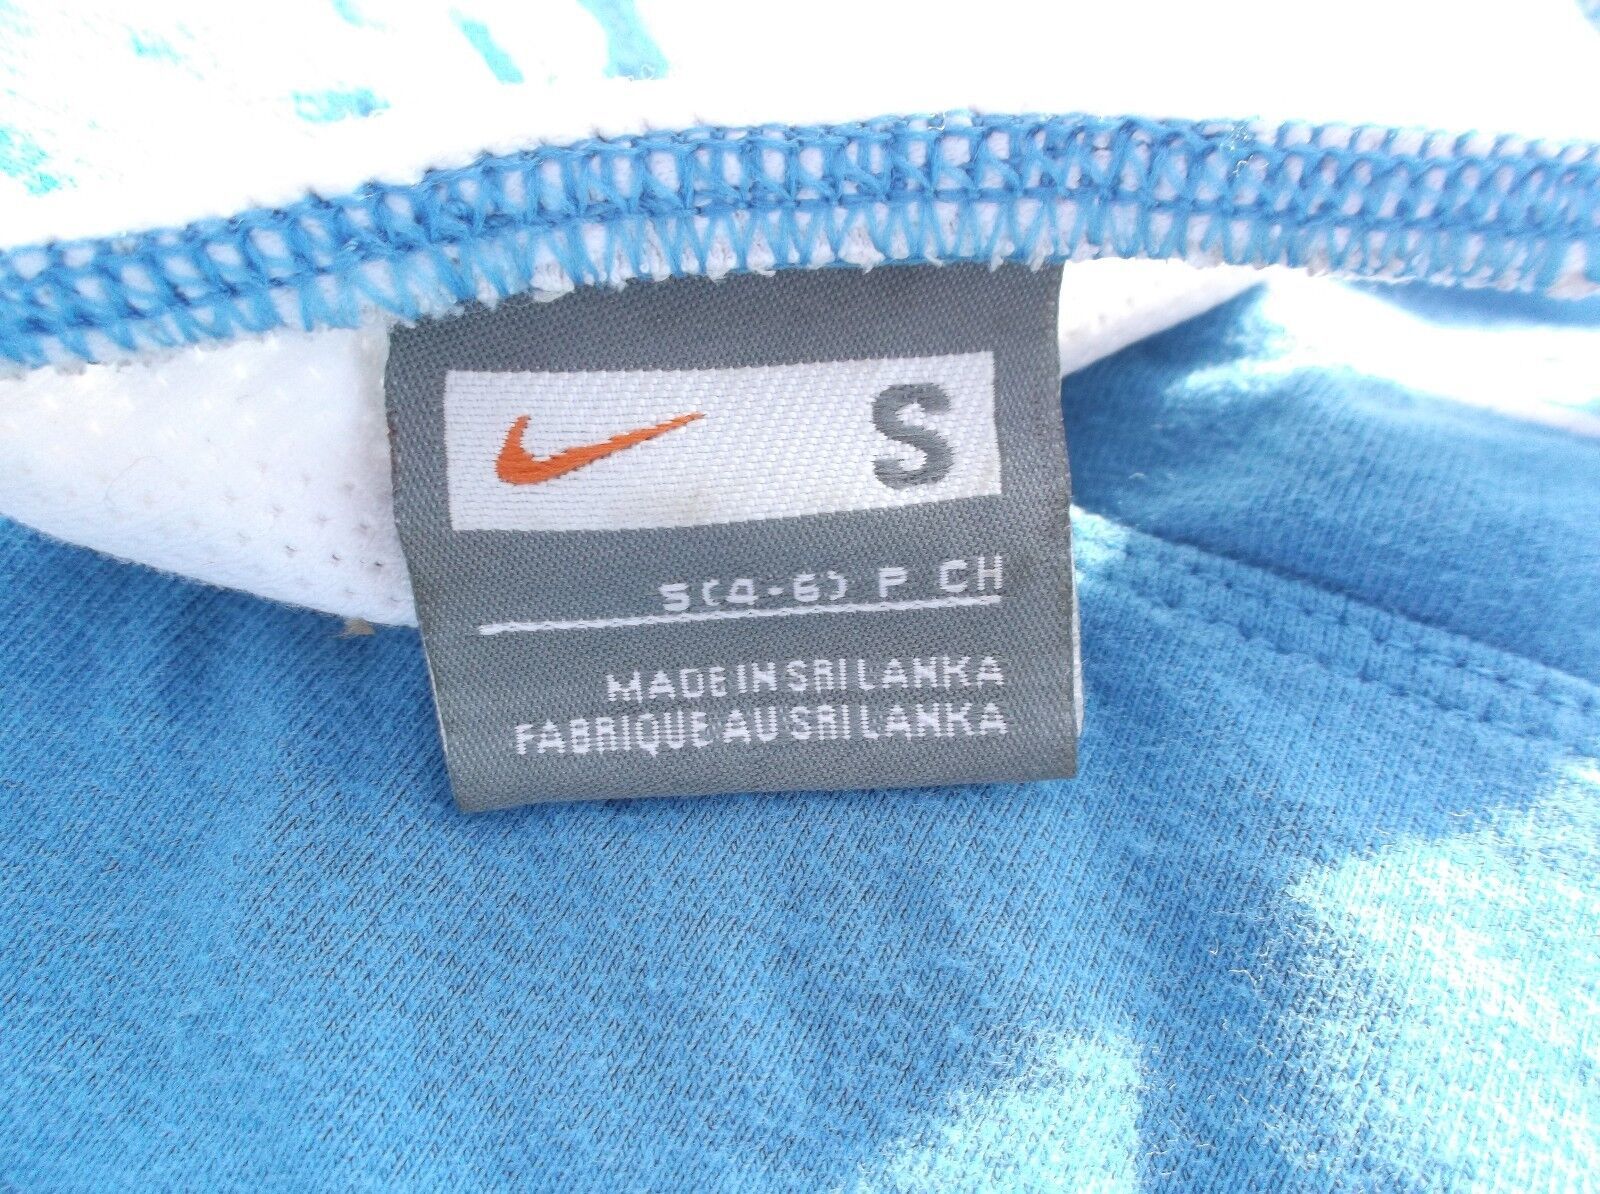 S
S(4-6) P CH
MADE IN SRI LANKA
FABRIQUE AU SRI LANKA